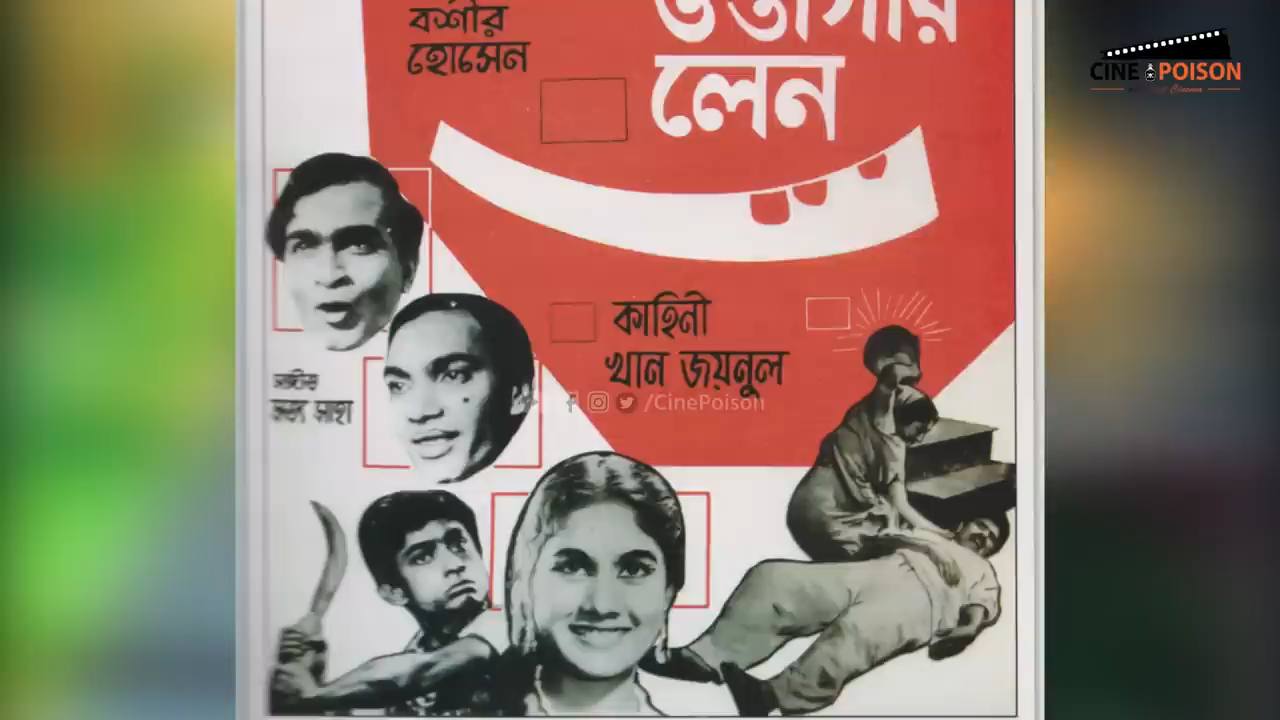 বশীর
হোসেন
লেন
CINE POISON
কাহিনী
খান জয়নুল
সাহা
/CinePoison